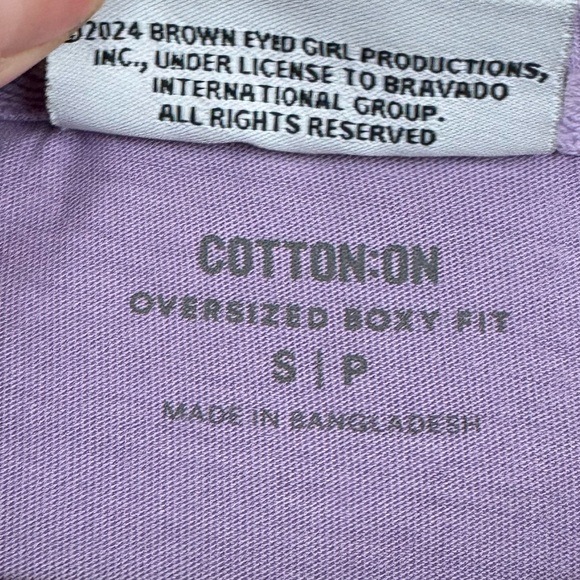 ©2024 BROWN EYED GIRL PRODUCTIONS,
INC., UNDER LICENSE TO BRAVADO
INTERNATIONAL GROUP.
ALL RIGHTS RESERVED
COTTON:ON
OVERSIZED BOXY FIT
S | P
MADE IN BANGLADESH